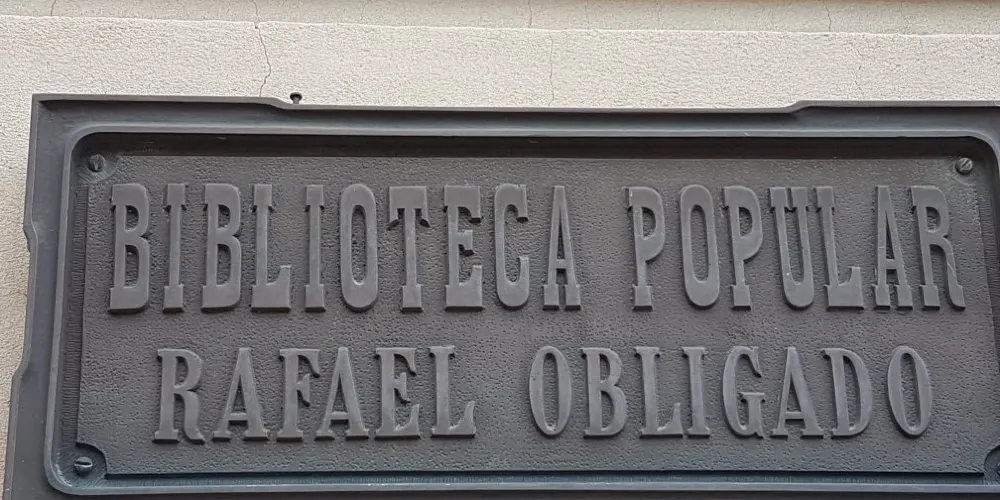 BIBLIOTECA POPULAR
RAFAEL OBLIGADO